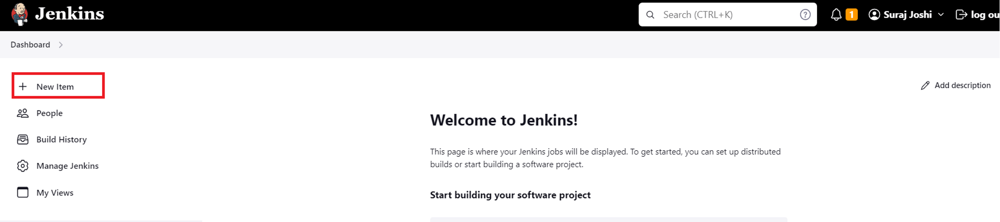 Jenkins
Search (CTRL+K)
1
Suraj Joshi
log ou
Dashboard
New Item
Add description
People
Build History
Manage Jenkins
My Views
Welcome to Jenkins!
This page is where your Jenkins jobs will be displayed. To get started, you can set up distributed
builds or start building a software project.
Start building your software project